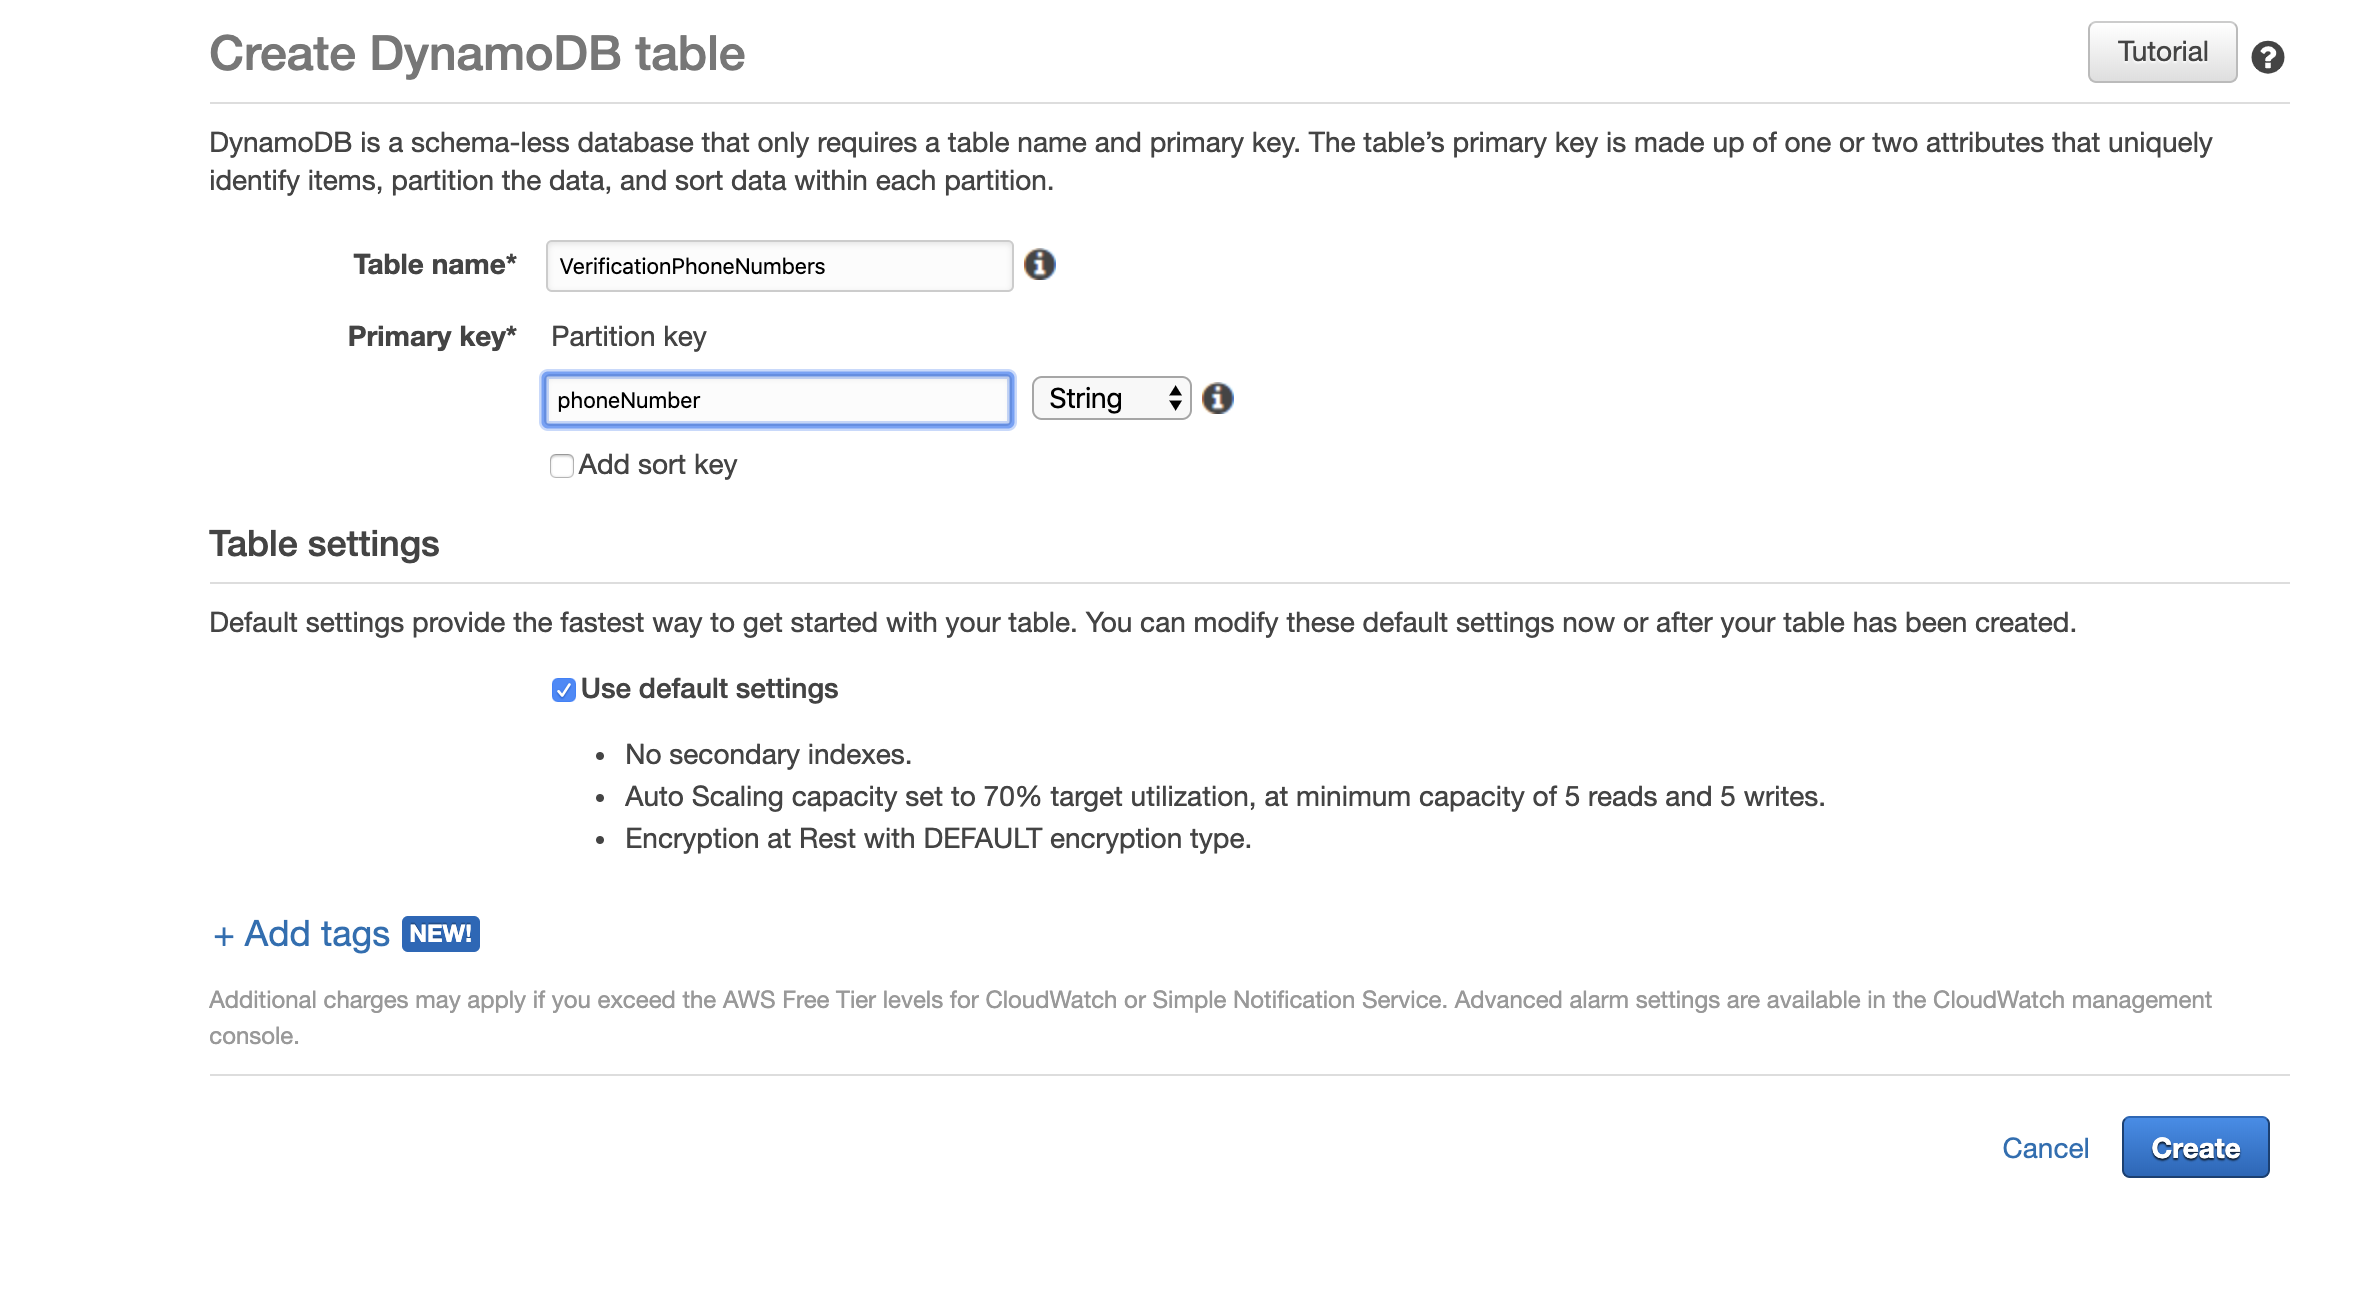 Create DynamoDB table
Tutorial
DynamoDB is a schema-less database that only requires a table name and primary key. The table’s primary key is made up of one or two attributes that uniquely
identify items, partition the data, and sort data within each partition.
Table name* VerificationPhoneNumbers
Primary key* Partition key
phoneNumber String
Add sort key
Table settings
Default settings provide the fastest way to get started with your table. You can modify these default settings now or after your table has been created.
Use default settings
• No secondary indexes.
• Auto Scaling capacity set to 70% target utilization, at minimum capacity of 5 reads and 5 writes.
• Encryption at Rest with DEFAULT encryption type.
+ Add tags NEW!
Additional charges may apply if you exceed the AWS Free Tier levels for CloudWatch or Simple Notification Service. Advanced alarm settings are available in the CloudWatch management
console.
Cancel Create